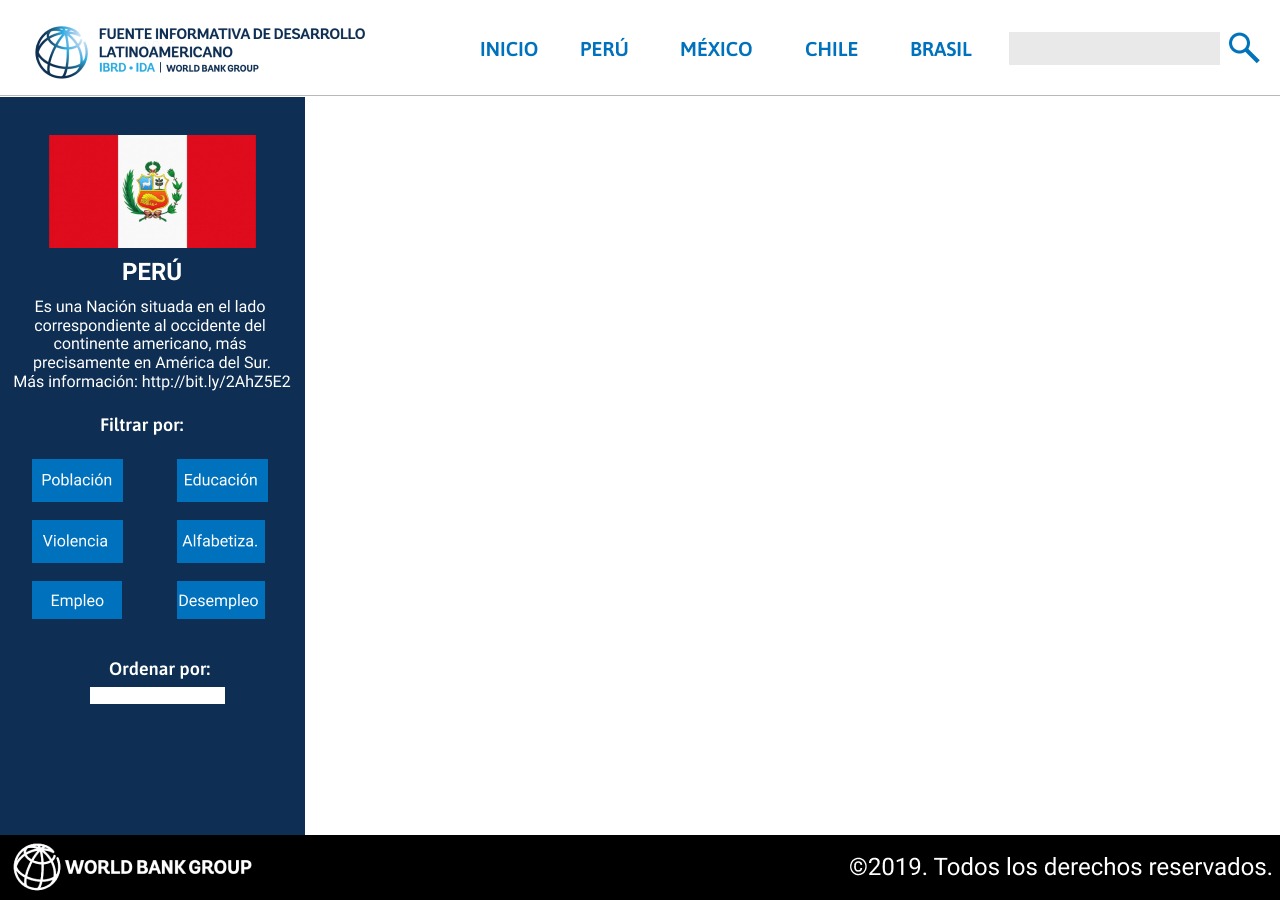 FUENTE INFORMATIVA DE DESARROLLO
LATINOAMERICANO
IBRD • IDA | WORLD BANK GROUP
INICIO PERÚ MÉXICO CHILE BRASIL
PERÚ
Es una Nación situada en el lado
correspondiente al occidente del
continente americano, más
precisamente en América del Sur.
Más información: http://bit.ly/2AhZ5E2
Filtrar por:
Población Educación
Violencia Alfabetiza.
Empleo Desempleo
Ordenar por:
WORLD BANK GROUP
©2019. Todos los derechos reservados.